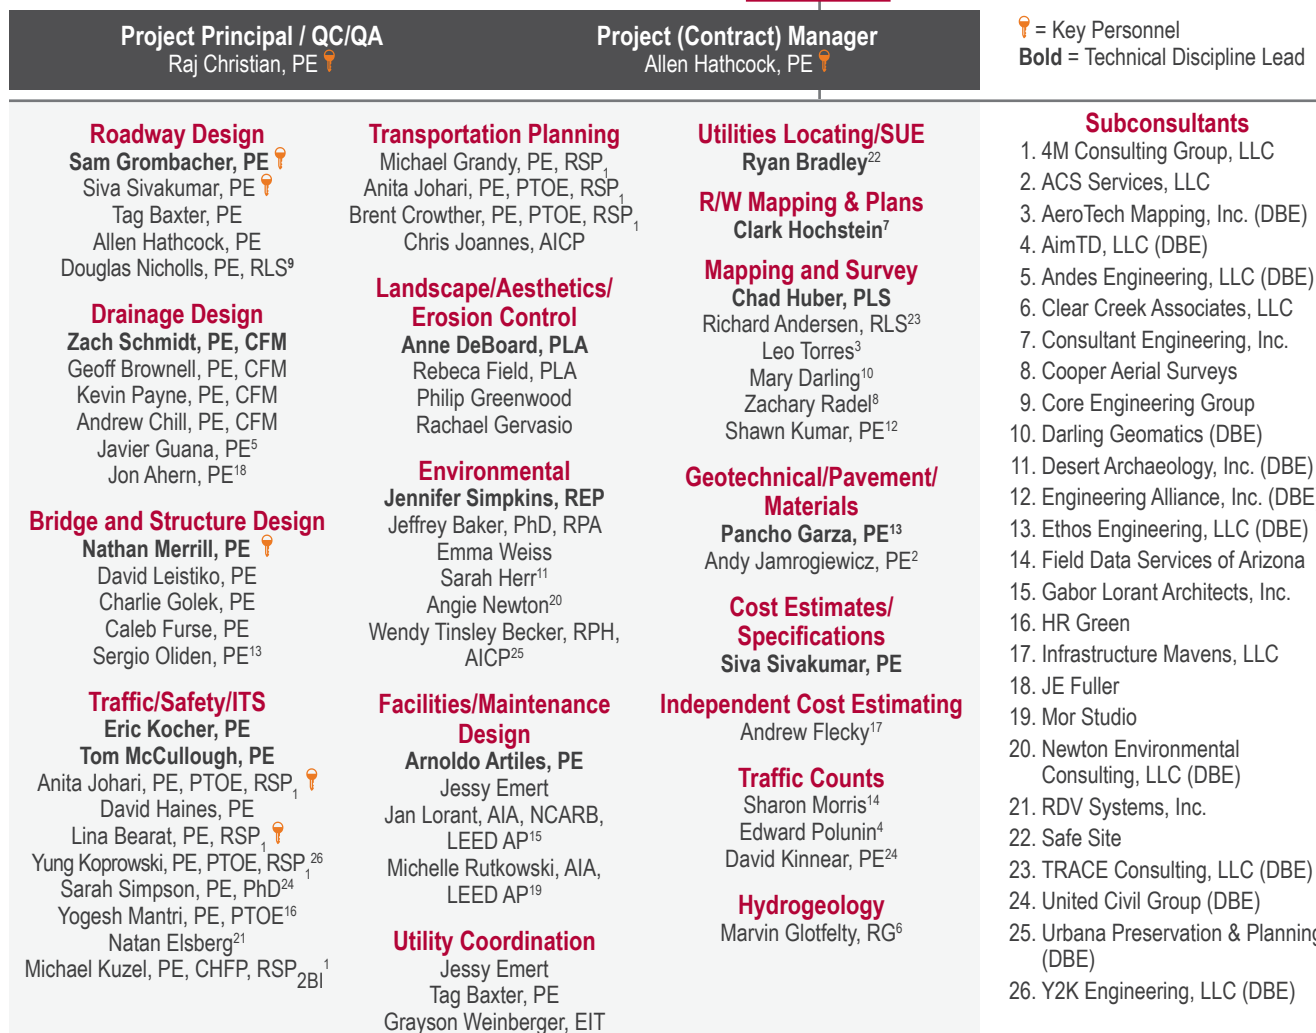 Project Principal / QC/QA
Raj Christian, PE
Project (Contract) Manager
Allen Hathcock, PE
= Key Personnel
Bold = Technical Discipline Lead
Roadway Design
Sam Grombacher, PE
Siva Sivakumar, PE
Tag Baxter, PE
Allen Hathcock, PE
Douglas Nicholls, PE, RLS9
Drainage Design
Zach Schmidt, PE, CFM
Geoff Brownell, PE, CFM
Kevin Payne, PE, CFM
Andrew Chill, PE, CFM
Javier Guana, PE5
Jon Ahern, PE18
Bridge and Structure Design
Nathan Merrill, PE
David Leistiko, PE
Charlie Golek, PE
Caleb Furse, PE
Sergio Oliden, PE13
Traffic/Safety/ITS
Eric Kocher, PE
Tom McCullough, PE
Anita Johari, PE, PTOE, RSP1
David Haines, PE
Lina Bearat, PE, RSP1
Yung Koprowski, PE, PTOE, RSP1 26
Sarah Simpson, PE, PhD24
Yogesh Mantri, PE, PTOE16
Natan Elsberg21
Michael Kuzel, PE, CHFP, RSP2BI 1
Transportation Planning
Michael Grandy, PE, RSP1
Anita Johari, PE, PTOE, RSP1
Brent Crowther, PE, PTOE, RSP1
Chris Joannes, AICP
Landscape/Aesthetics/
Erosion Control
Anne DeBoard, PLA
Rebeca Field, PLA
Philip Greenwood
Rachael Gervasio
Environmental
Jennifer Simpkins, REP
Jeffrey Baker, PhD, RPA
Emma Weiss
Sarah Herr11
Angie Newton20
Wendy Tinsley Becker, RPH,
AICP25
Facilities/Maintenance
Design
Arnoldo Artiles, PE
Jessy Emert
Jan Lorant, AIA, NCARB,
LEED AP15
Michelle Rutkowski, AIA,
LEED AP19
Utility Coordination
Jessy Emert
Tag Baxter, PE
Grayson Weinberger, EIT
Utilities Locating/SUE
Ryan Bradley22
R/W Mapping & Plans
Clark Hochstein7
Mapping and Survey
Chad Huber, PLS
Richard Andersen, RLS23
Leo Torres3
Mary Darling10
Zachary Radel8
Shawn Kumar, PE12
Geotechnical/Pavement/
Materials
Pancho Garza, PE13
Andy Jamrogiewicz, PE2
Cost Estimates/
Specifications
Siva Sivakumar, PE
Independent Cost Estimating
Andrew Flecky17
Traffic Counts
Sharon Morris14
Edward Polunin4
David Kinnear, PE24
Hydrogeology
Marvin Glotfelty, RG6
Subconsultants
1. 4M Consulting Group, LLC
2. ACS Services, LLC
3. AeroTech Mapping, Inc. (DBE)
4. AimTD, LLC (DBE)
5. Andes Engineering, LLC (DBE)
6. Clear Creek Associates, LLC
7. Consultant Engineering, Inc.
8. Cooper Aerial Surveys
9. Core Engineering Group
10. Darling Geomatics (DBE)
11. Desert Archaeology, Inc. (DBE)
12. Engineering Alliance, Inc. (DBE
13. Ethos Engineering, LLC (DBE)
14. Field Data Services of Arizona
15. Gabor Lorant Architects, Inc.
16. HR Green
17. Infrastructure Mavens, LLC
18. JE Fuller
19. Mor Studio
20. Newton Environmental
Consulting, LLC (DBE)
21. RDV Systems, Inc.
22. Safe Site
23. TRACE Consulting, LLC (DBE)
24. United Civil Group (DBE)
25. Urbana Preservation & Planning
(DBE)
26. Y2K Engineering, LLC (DBE)